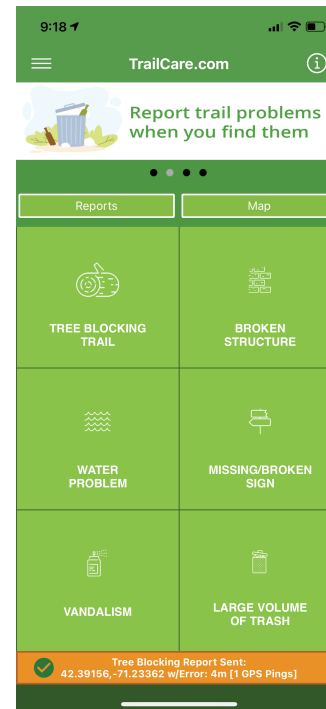 9:18
TrailCare.com
Report trail problems
when you find them
Reports
Map
TREE BLOCKING
TRAIL
BROKEN
STRUCTURE
WATER
PROBLEM
MISSING/BROKEN
SIGN
VANDALISM
LARGE VOLUME
OF TRASH
Tree Blocking Report Sent:
42.39156,-71.23362 w/Error: 4m [1 GPS Pings]